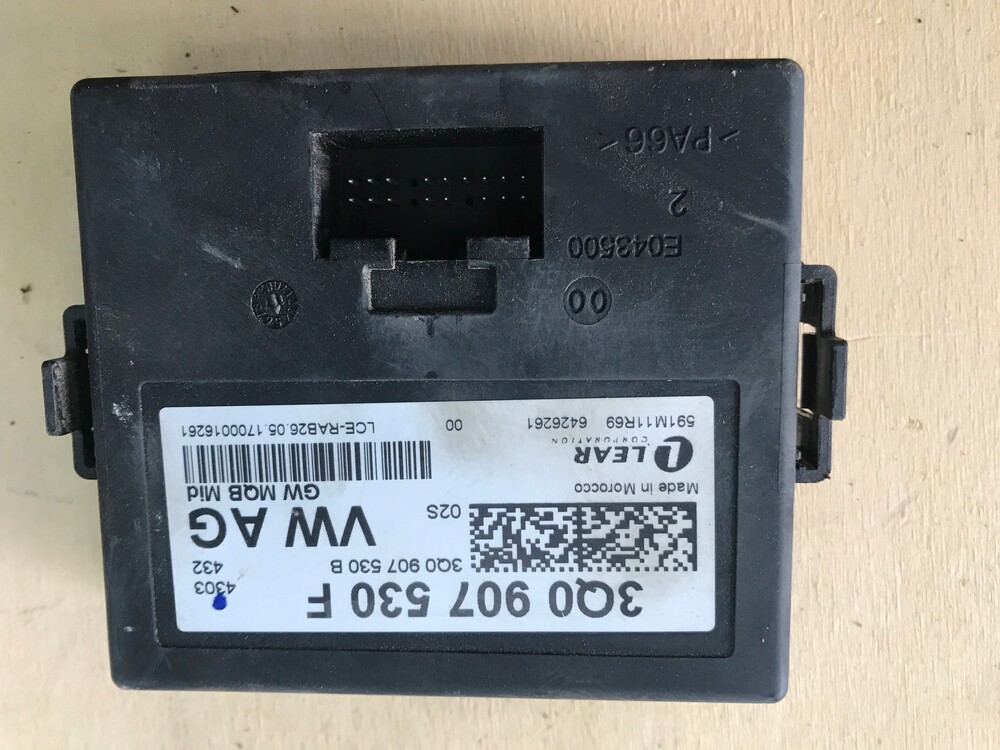 3Q0 907 530 F
3Q0 907 530 B
4303
432
02S
VW AG
GW MQB Mid
Made in Morocco
LEAR
CORPORATION
591M11R69 6426261
00
LCE-RAB26.05.1700016261
00
E043500
2
> PA66 <